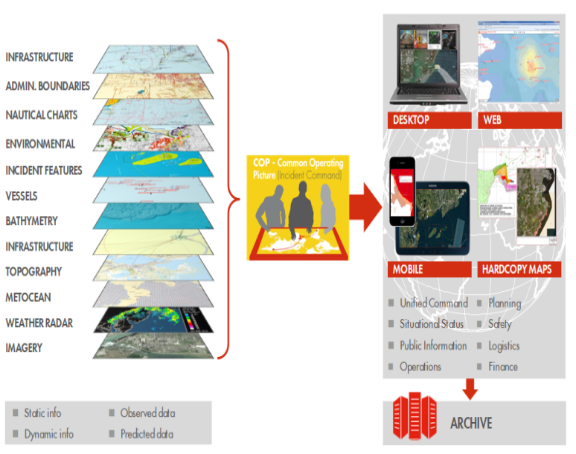 INFRASTRUCTURE
ADMIN. BOUNDARIES
NAUTICAL CHARTS
ENVIRONMENTAL
INCIDENT FEATURES
VESSELS
BATHYMETRY
INFRASTRUCTURE
TOPOGRAPHY
METOCEAN
WEATHER RADAR
IMAGERY
Static info
Observed data
Dynamic info
Predicted data
COP - Common Operating
Picture (Incident Command)
DESKTOP
WEB
MOBILE
HARDCOPY MAPS
Unified Command
Planning
Situational Status
Safety
Public Information
Logistics
Operations
Finance
ARCHIVE